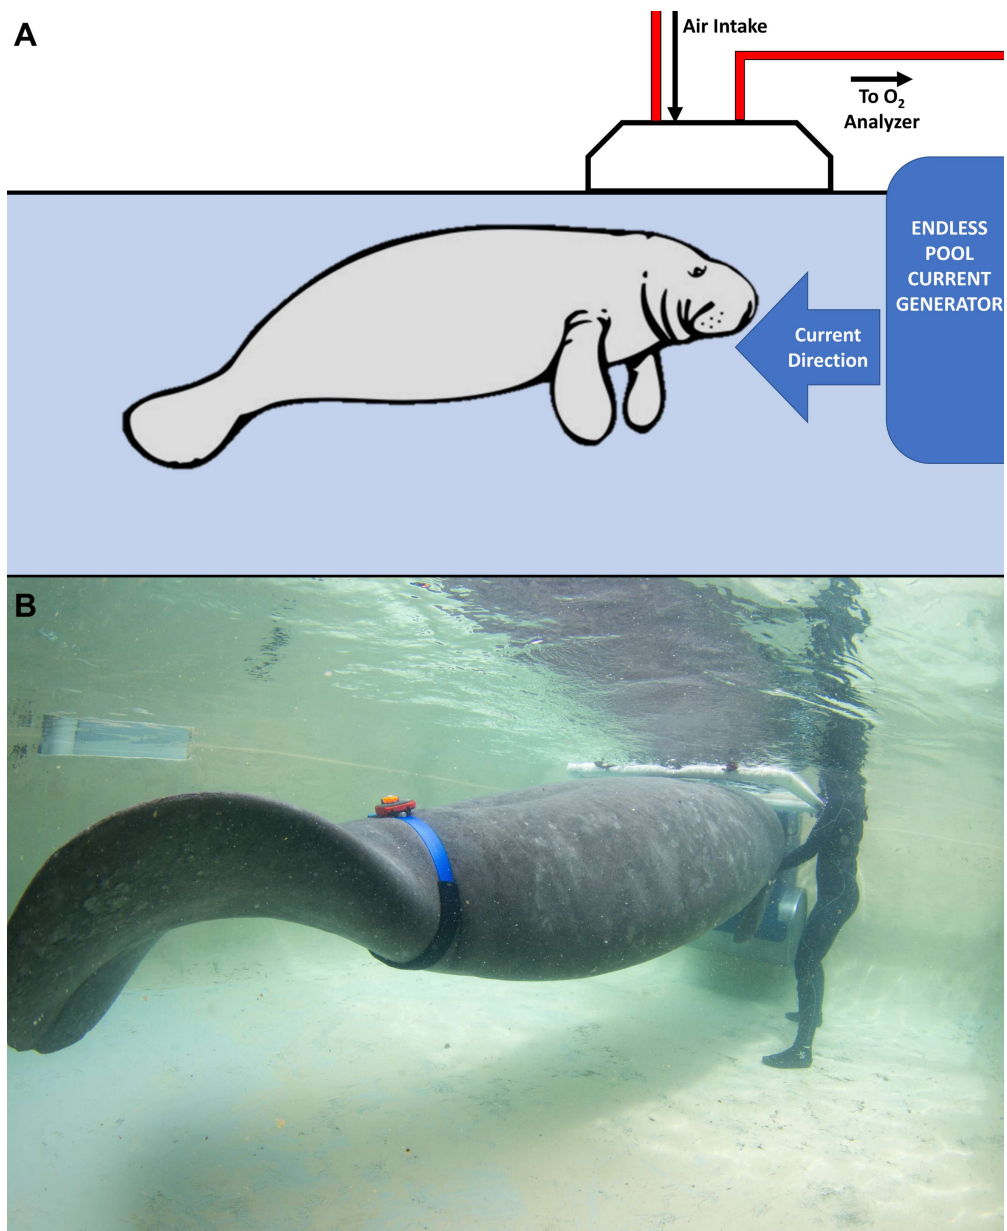 A
Air Intake
To O₂
Analyzer
ENDLESS
POOL
CURRENT
GENERATOR
Current
Direction
B